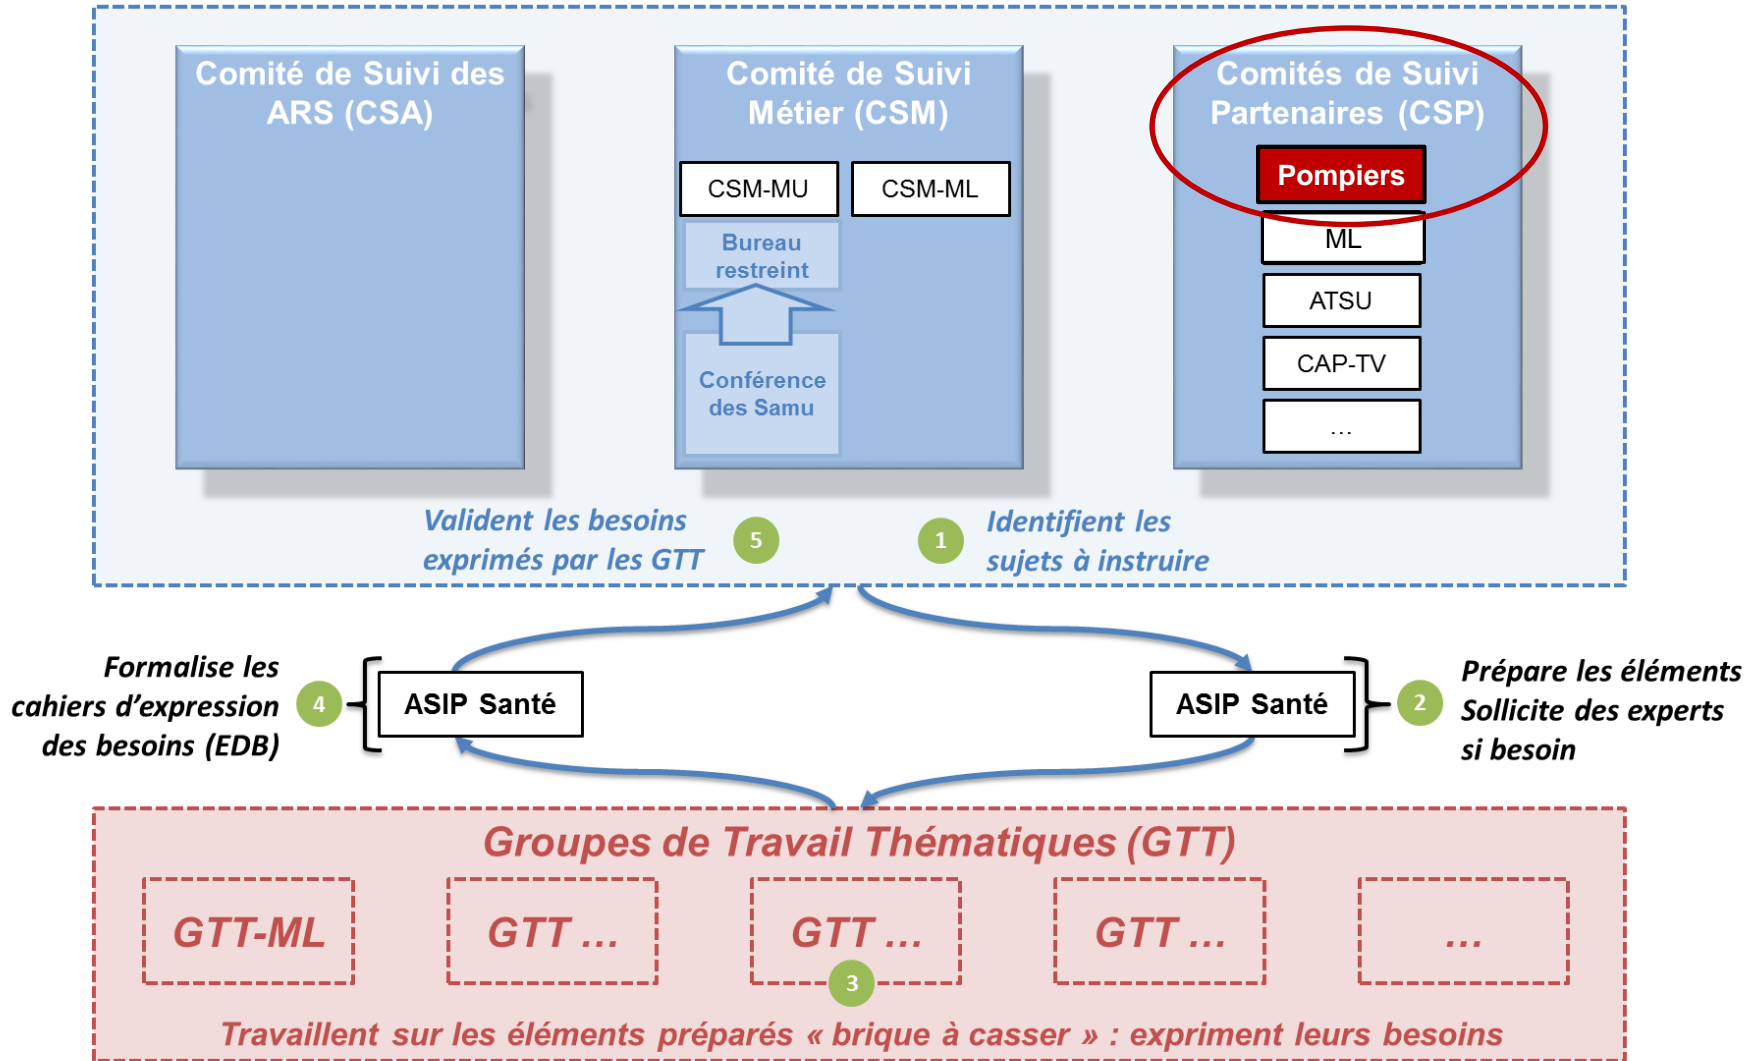 Comité de Suivi des
ARS (CSA)
Comité de Suivi
Métier (CSM)
CSM-MU
CSM-ML
Bureau
restreint
Conférence
des Samu
Comités de Suivi
Partenaires (CSP)
Pompiers
ML
ATSU
CAP-TV
...
Valident les besoins
exprimés par les GTT
5
1
Identifient les
sujets à instruire
Formalise les
cahiers d’expression
des besoins (EDB)
4
ASIP Santé
ASIP Santé
2
Prépare les éléments
Sollicite des experts
si besoin
Groupes de Travail Thématiques (GTT)
GTT-ML
GTT ...
GTT ...
GTT ...
...
3
Travaillent sur les éléments préparés « brique à casser » : expriment leurs besoins